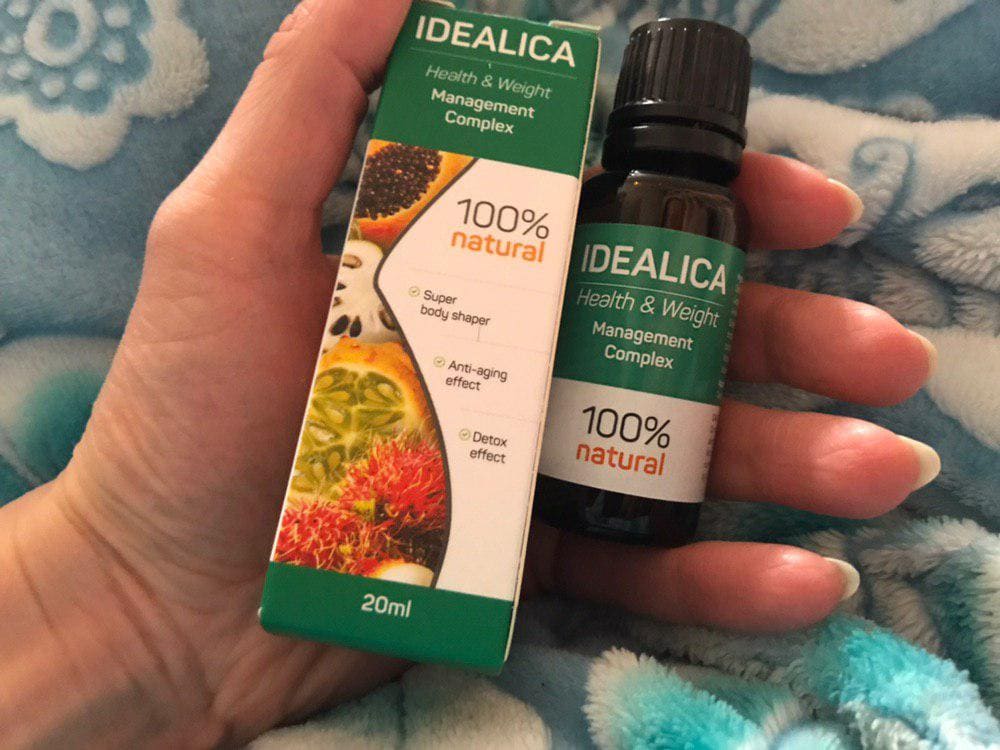 IDEALICA
Health & Weight
Management
Complex
100%
natural
Super
body shaper
Anti-aging
effect
Detox
effect
20ml
IDEALICA
Health & Weight
Management
Complex
100%
natural